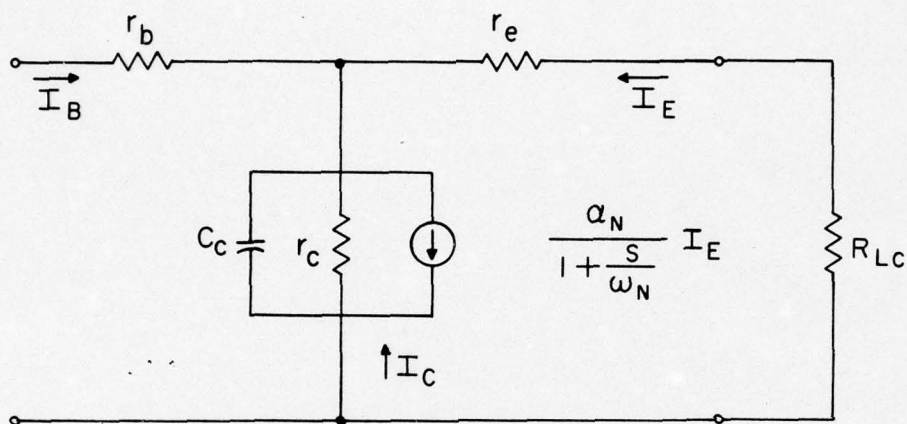 r_b
r_e
I_B
I_E
C_C
r_c
α_N
1 + S
ω_N
I_E
R_LC
I_C